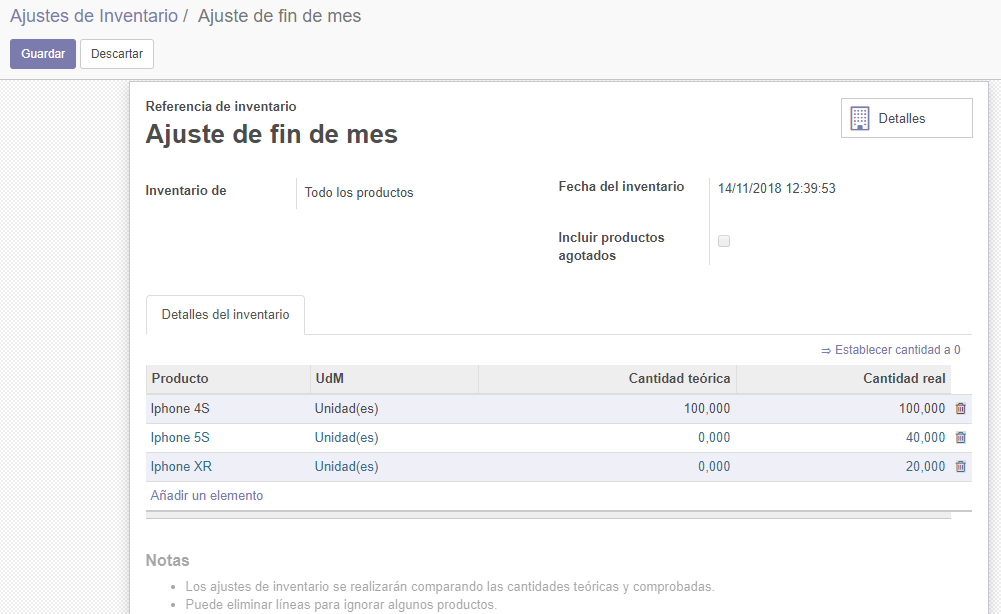 Ajustes de Inventario / Ajuste de fin de mes
Guardar Descartar
Referencia de inventario
Ajuste de fin de mes
Detalles
Inventario de Todo los productos
Fecha del inventario 14/11/2018 12:39:53
Incluir productos
agotados
Detalles del inventario
⇒ Establecer cantidad a 0
Producto UdM Cantidad teórica Cantidad real
Iphone 4S Unidad(es) 100,000 100,000
Iphone 5S Unidad(es) 0,000 40,000
Iphone XR Unidad(es) 0,000 20,000
Añadir un elemento
Notas
• Los ajustes de inventario se realizarán comparando las cantidades teóricas y comprobadas.
• Puede eliminar líneas para ignorar algunos productos.